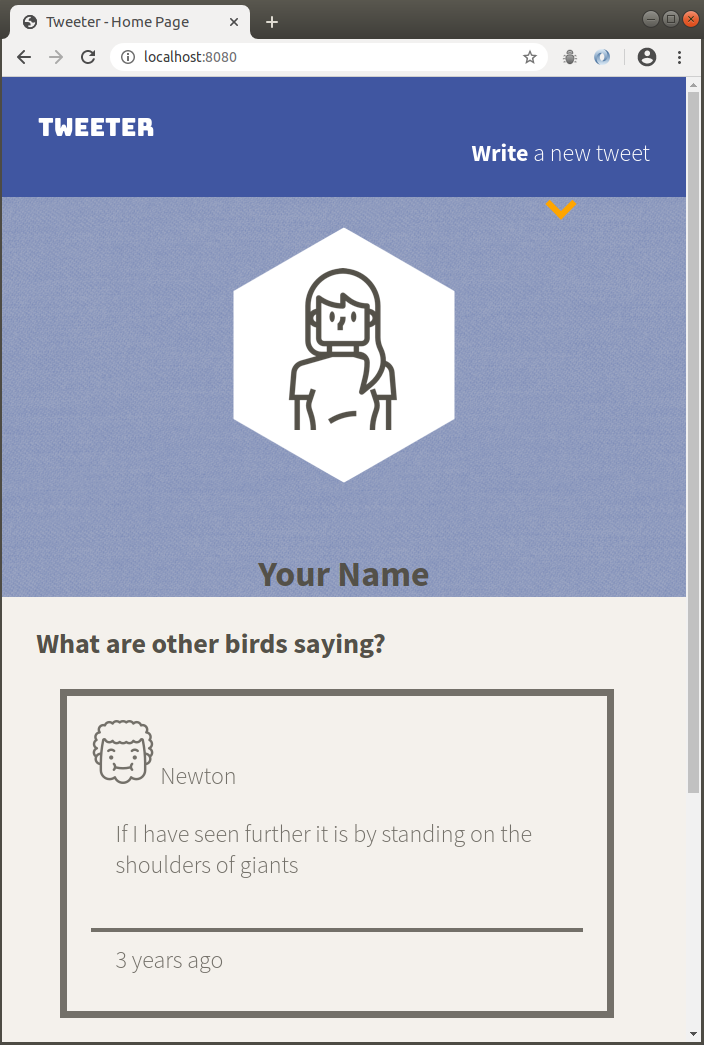 Tweeter - Home Page
localhost:8080
TWEETER
Write a new tweet
Your Name
What are other birds saying?
Newton
If I have seen further it is by standing on the
shoulders of giants
3 years ago